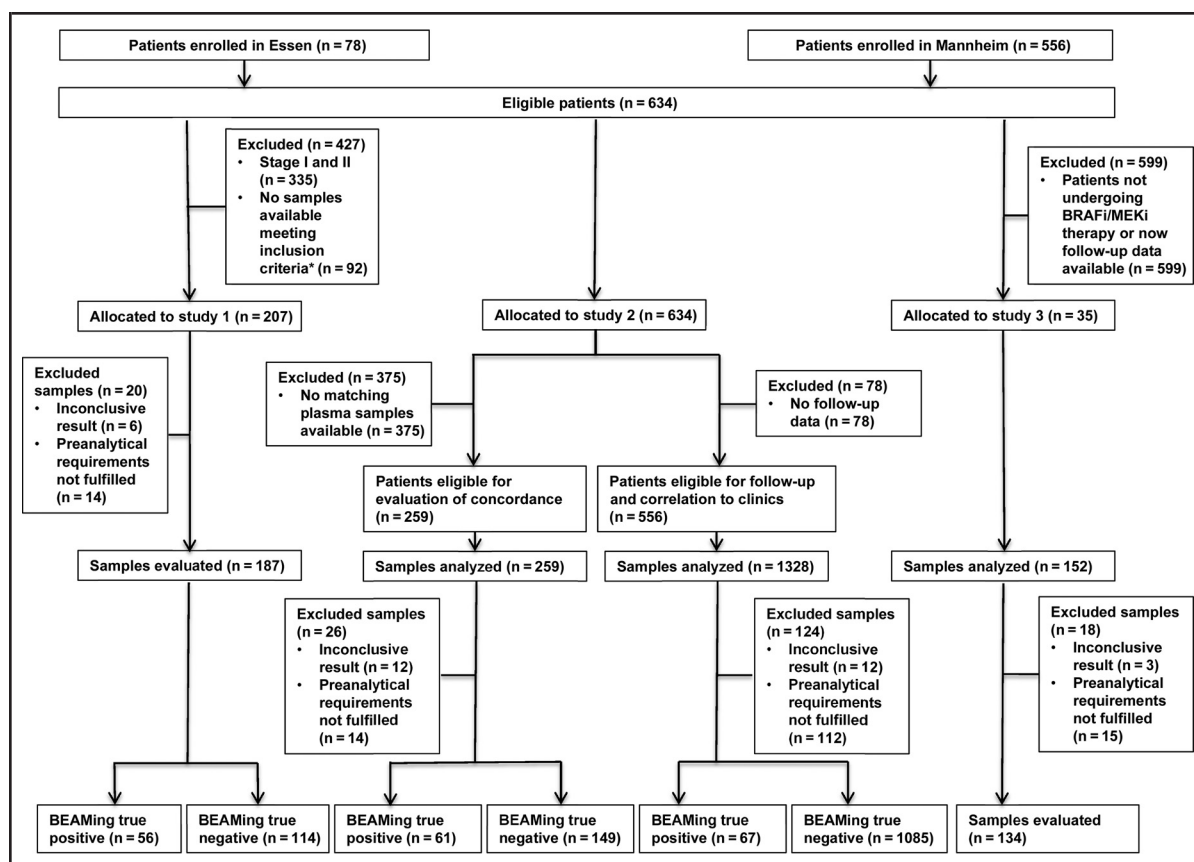 Patients enrolled in Essen (n = 78)
Patients enrolled in Mannheim (n = 556)
Eligible patients (n = 634)
Excluded (n = 427)
• Stage I and II
(n = 335)
• No samples
available
meeting
inclusion
criteria* (n = 92)
Excluded (n = 599)
• Patients not
undergoing
BRAFi/MEKi
therapy or now
follow-up data
available (n = 599)
Allocated to study 1 (n = 207)
Allocated to study 2 (n = 634)
Allocated to study 3 (n = 35)
Excluded
samples (n = 20)
• Inconclusive
result (n = 6)
• Preanalytical
requirements
not fulfilled
(n = 14)
Excluded (n = 375)
• No matching
plasma samples
available (n = 375)
Excluded (n = 78)
• No follow-up
data (n = 78)
Patients eligible for
evaluation of concordance
(n = 259)
Patients eligible for follow-up
and correlation to clinics
(n = 556)
Samples evaluated (n = 187)
Samples analyzed (n = 259)
Samples analyzed (n = 1328)
Samples analyzed (n = 152)
Excluded samples
(n = 26)
• Inconclusive
result (n = 12)
• Preanalytical
requirements
not fulfilled
(n = 14)
Excluded samples
(n = 124)
• Inconclusive
result (n = 12)
• Preanalytical
requirements
not fulfilled
(n = 112)
Excluded samples
(n = 18)
• Inconclusive
result (n = 3)
• Preanalytical
requirements
not fulfilled
(n = 15)
BEAMing true
positive (n = 56)
BEAMing true
negative (n = 114)
BEAMing true
positive (n = 61)
BEAMing true
negative (n = 149)
BEAMing true
positive (n = 67)
BEAMing true
negative (n = 1085)
Samples evaluated
(n = 134)